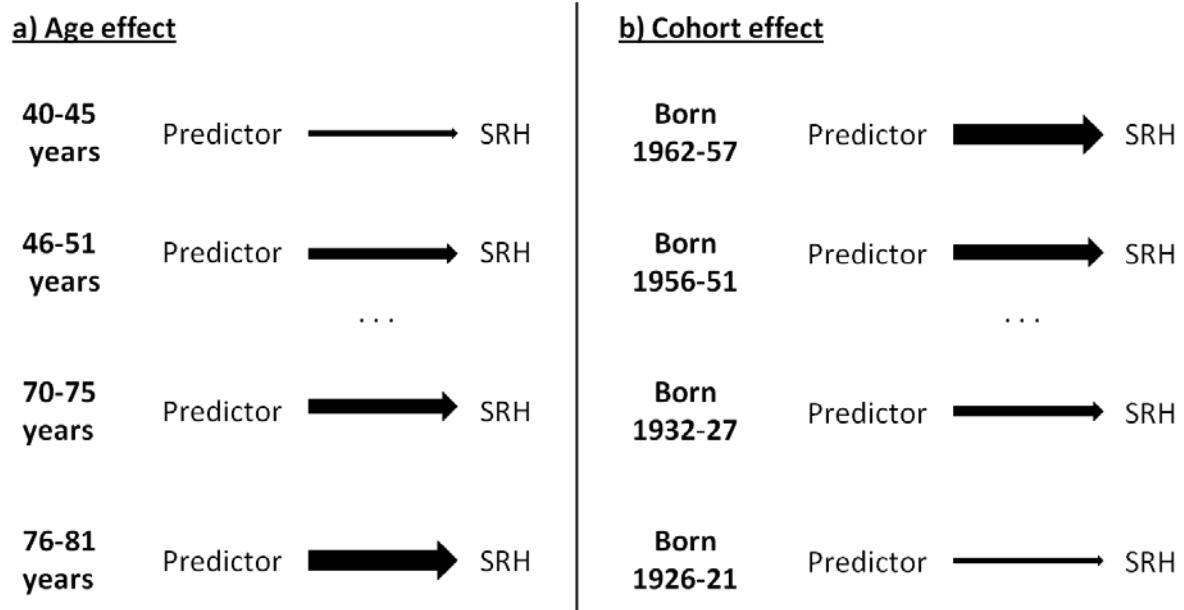 a) Age effect
40-45
years
Predictor
SRH
46-51
years
Predictor
SRH
...
70-75
years
Predictor
SRH
76-81
years
Predictor
SRH
b) Cohort effect
Born
1962-57
Predictor
SRH
Born
1956-51
Predictor
SRH
...
Born
1932-27
Predictor
SRH
Born
1926-21
Predictor
SRH